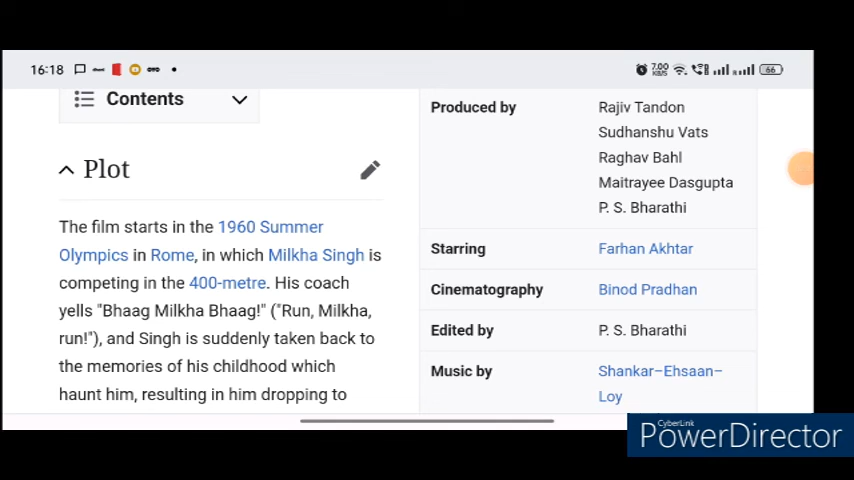 16:18
7.00
KB/S
66
Contents
Plot
The film starts in the 1960 Summer
Olympics in Rome, in which Milkha Singh is
competing in the 400-metre. His coach
yells "Bhaag Milkha Bhaag!" ("Run, Milkha,
run!"), and Singh is suddenly taken back to
the memories of his childhood which
haunt him, resulting in him dropping to
Produced by
Rajiv Tandon
Sudhanshu Vats
Raghav Bahl
Maitrayee Dasgupta
P. S. Bharathi
Starring
Farhan Akhtar
Cinematography
Binod Pradhan
Edited by
P. S. Bharathi
Music by
Shankar–Ehsaan–
Loy
CyberLink
PowerDirector